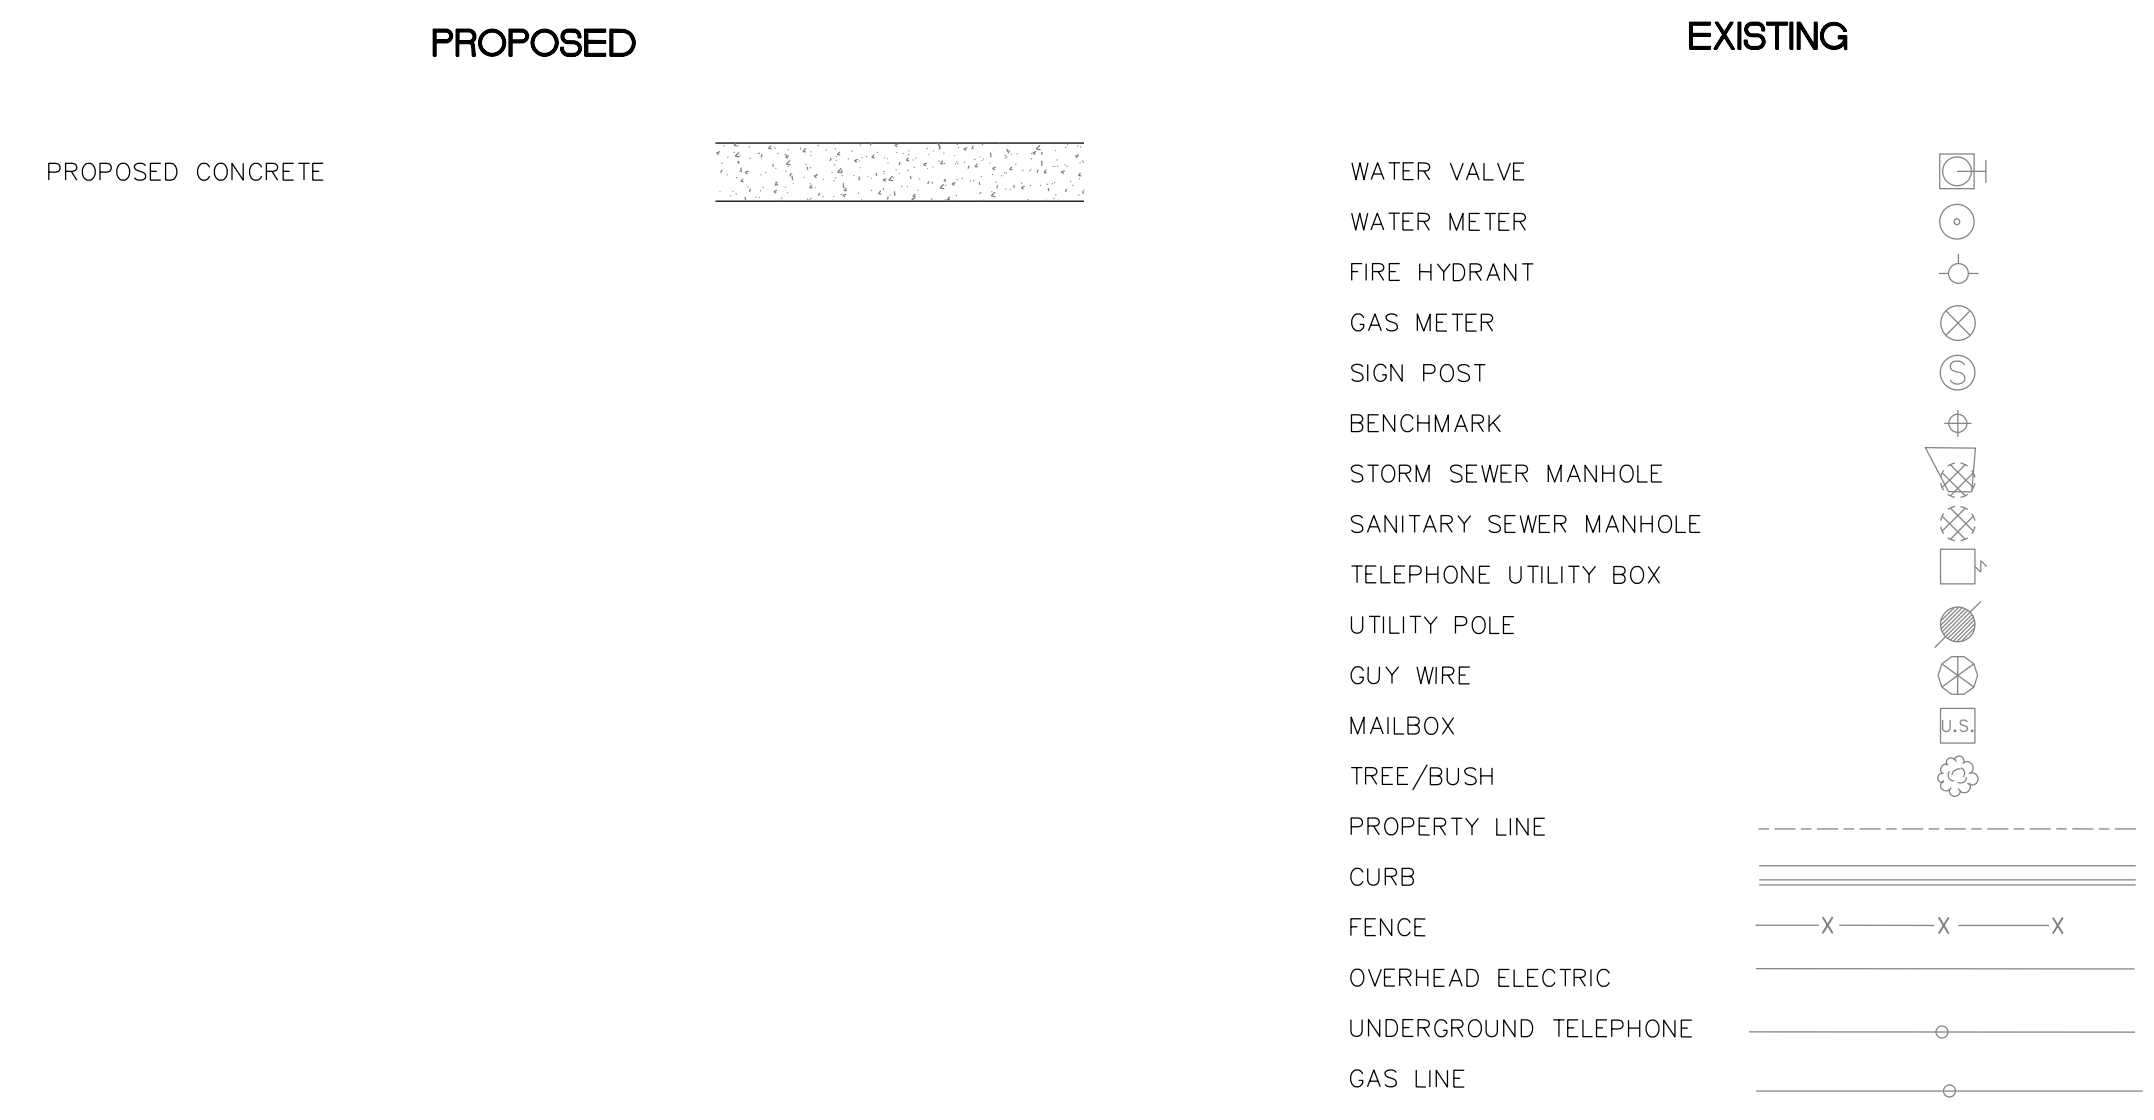 PROPOSED
PROPOSED CONCRETE
EXISTING
WATER VALVE
WATER METER
FIRE HYDRANT
GAS METER
SIGN POST
S
BENCHMARK
STORM SEWER MANHOLE
SANITARY SEWER MANHOLE
TELEPHONE UTILITY BOX
UTILITY POLE
GUY WIRE
MAILBOX
U.S.
TREE/BUSH
PROPERTY LINE
CURB
FENCE
X X X
OVERHEAD ELECTRIC
UNDERGROUND TELEPHONE
GAS LINE